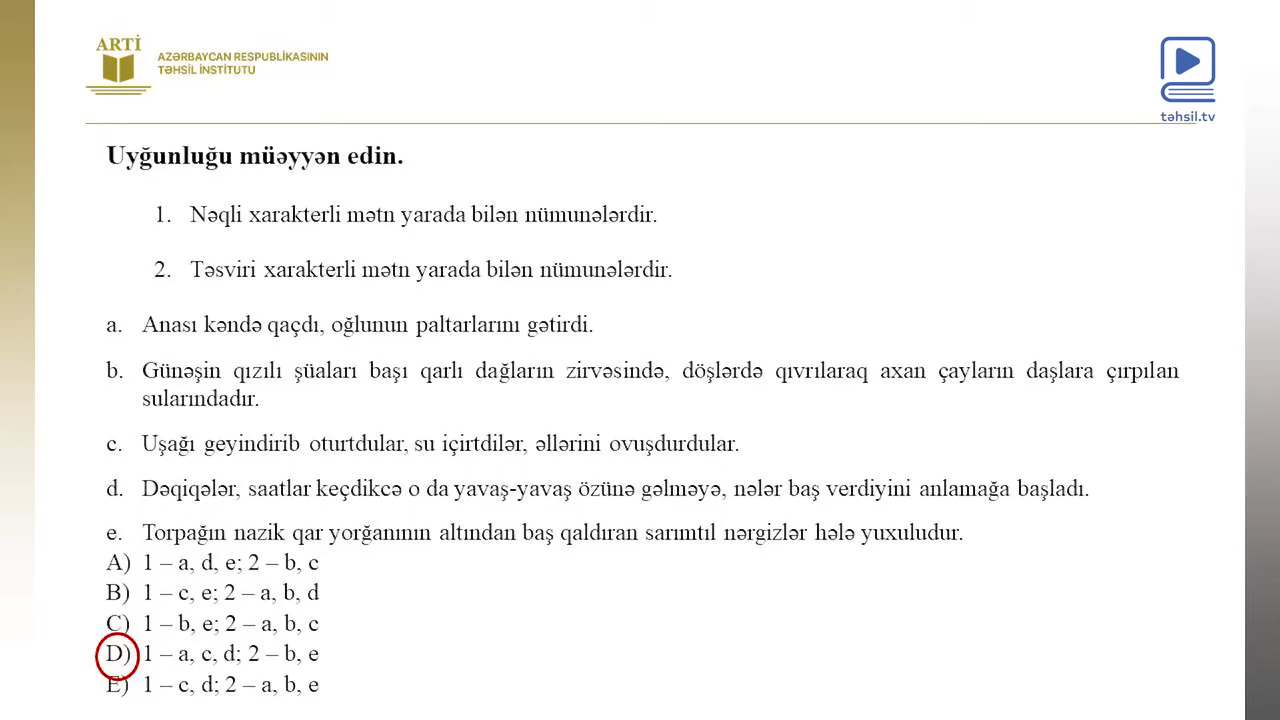 ARTİ
AZƏRBAYCAN RESPUBLİKASININ
TƏHSİL İNSTİTUTU
təhsil.tv
Uyğunluğu müəyyən edin.
1. Nəqli xarakterli mətn yarada bilən nümunələrdir.
2. Təsviri xarakterli mətn yarada bilən nümunələrdir.
a. Anası kəndə qaçdı, oğlunun paltarlarını gətirdi.
b. Günəşin qızılı şüaları başı qarlı dağların zirvəsində, döşlərdə qıvrılaraq axan çayların daşlara çırpılan
sularındadır.
c. Uşağı geyindirib oturtdular, su içirtdilər, əllərini ovuşdurdular.
d. Dəqiqələr, saatlar keçdikcə o da yavaş-yavaş özünə gəlməyə, nələr baş verdiyini anlamağa başladı.
e. Torpağın nazik qar yorğanının altından baş qaldıran sarımtıl nərgizlər hələ yuxuludur.
A) 1 – a, d, e; 2 – b, c
B) 1 – c, e; 2 – a, b, d
C) 1 – b, e; 2 – a, b, c
D) 1 – a, c, d; 2 – b, e
E) 1 – c, d; 2 – a, b, e